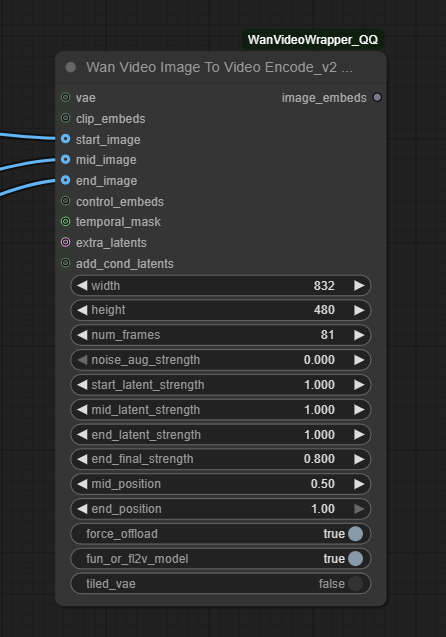 WanVideoWrapper_QQ
Wan Video Image To Video Encode_v2 ...
vae image_embeds
clip_embeds
start_image
mid_image
end_image
control_embeds
temporal_mask
extra_latents
add_cond_latents
width 832
height 480
num_frames 81
noise_aug_strength 0.000
start_latent_strength 1.000
mid_latent_strength 1.000
end_latent_strength 1.000
end_final_strength 0.800
mid_position 0.50
end_position 1.00
force_offload true
fun_or_fl2v_model true
tiled_vae false